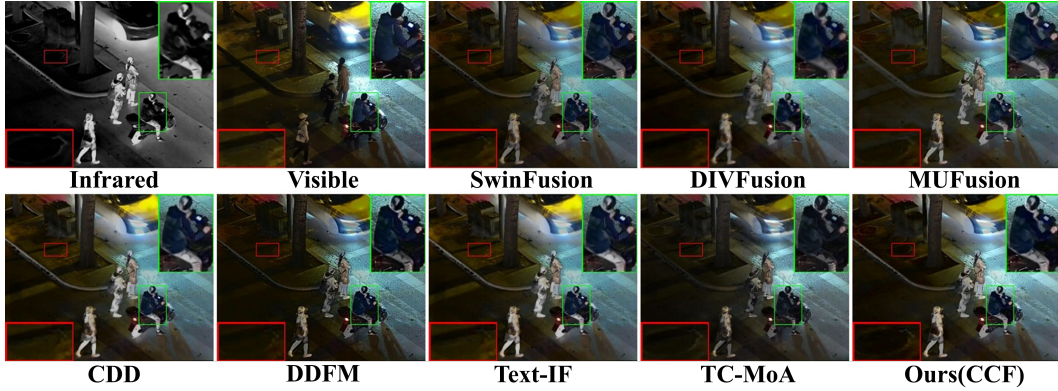 Infrared
Visible
SwinFusion
DIVFusion
MUFusion
CDD
DDFM
Text-IF
TC-MoA
Ours(CCF)